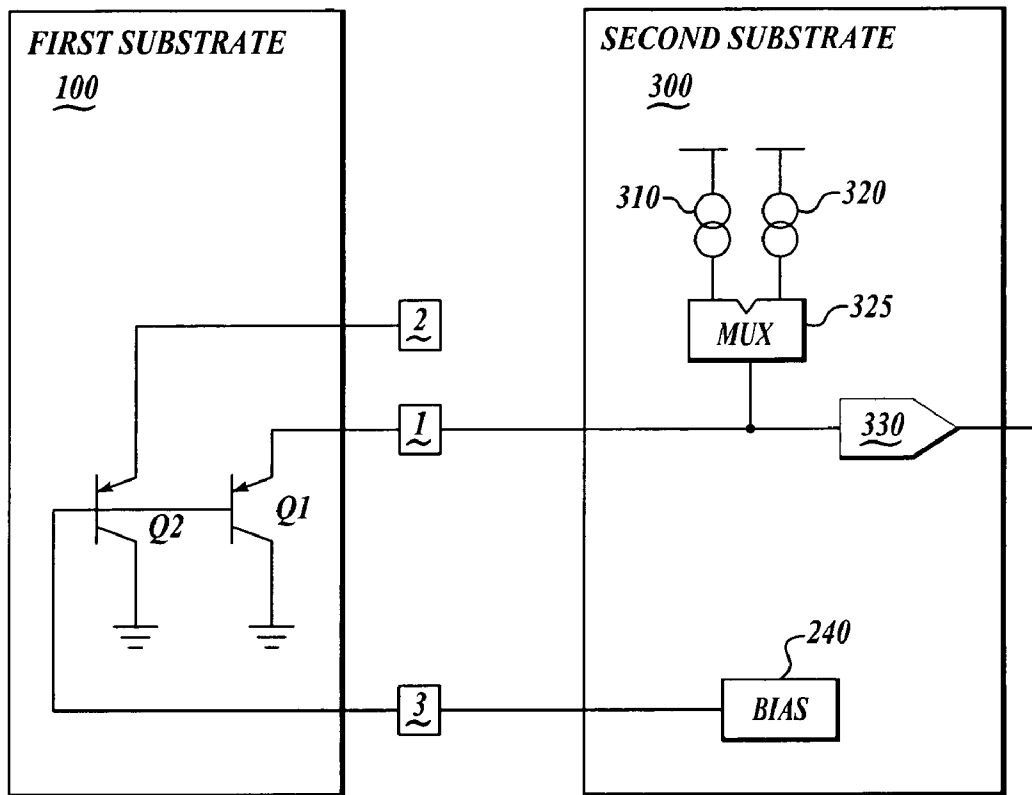 FIRST SUBSTRATE
100
SECOND SUBSTRATE
300
310
320
MUX
325
2
1
330
Q2
Q1
240
3
BIAS